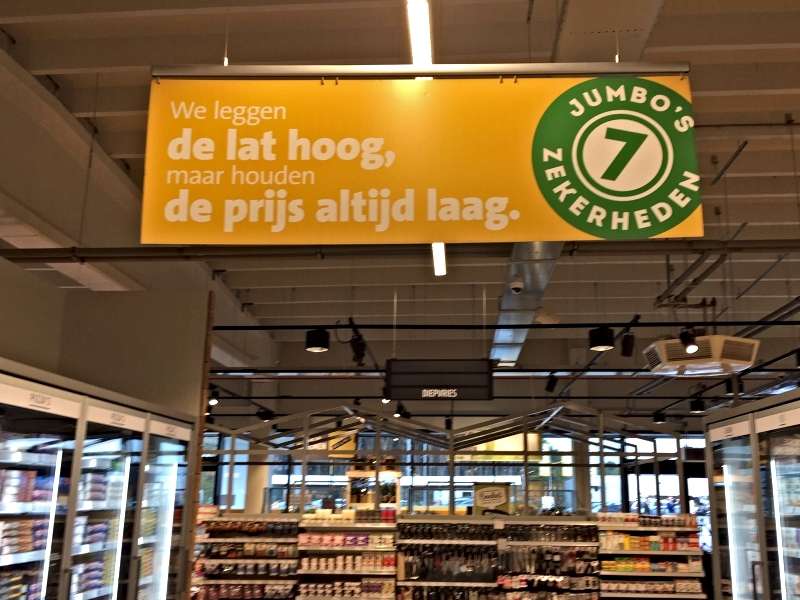 We leggen
de lat hoog,
maar houden
de prijs altijd laag.
JUMBO'S
7
ZEKERHEDEN
DIEPVRIES